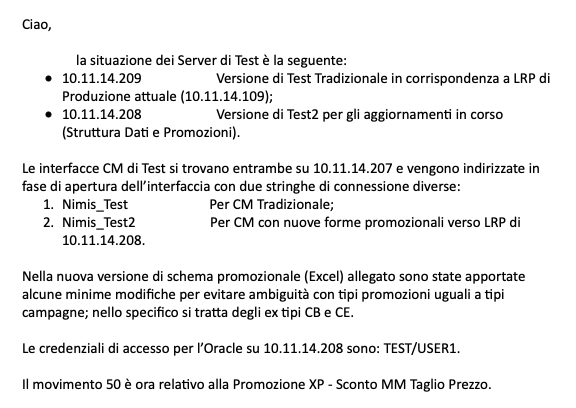 Ciao,
la situazione dei Server di Test è la seguente:
• 10.11.14.209 Versione di Test Tradizionale in corrispondenza a LRP di
Produzione attuale (10.11.14.109);
• 10.11.14.208 Versione di Test2 per gli aggiornamenti in corso
(Struttura Dati e Promozioni).
Le interfacce CM di Test si trovano entrambe su 10.11.14.207 e vengono indirizzate in
fase di apertura dell'interfaccia con due stringhe di connessione diverse:
1. Nimis_Test Per CM Tradizionale;
2. Nimis_Test2 Per CM con nuove forme promozionali verso LRP di
10.11.14.208.
Nella nuova versione di schema promozionale (Excel) allegato sono state apportate
alcune minime modifiche per evitare ambiguità con tipi promozioni uguali a tipi
campagne; nello specifico si tratta degli ex tipi CB e CE.
Le credenziali di accesso per l'Oracle su 10.11.14.208 sono: TEST/USER1.
Il movimento 50 è ora relativo alla Promozione XP - Sconto MM Taglio Prezzo.